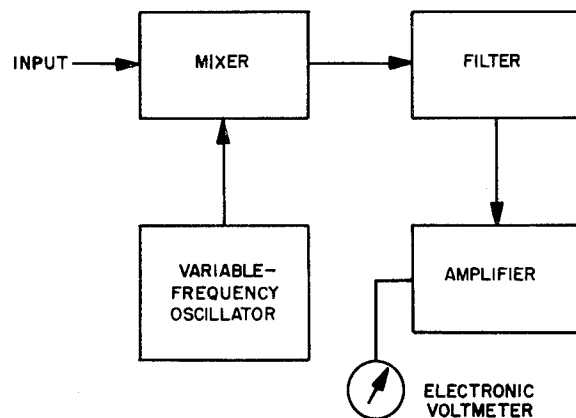 INPUT
MIXER
FILTER
VARIABLE-
FREQUENCY
OSCILLATOR
AMPLIFIER
ELECTRONIC
VOLTMETER